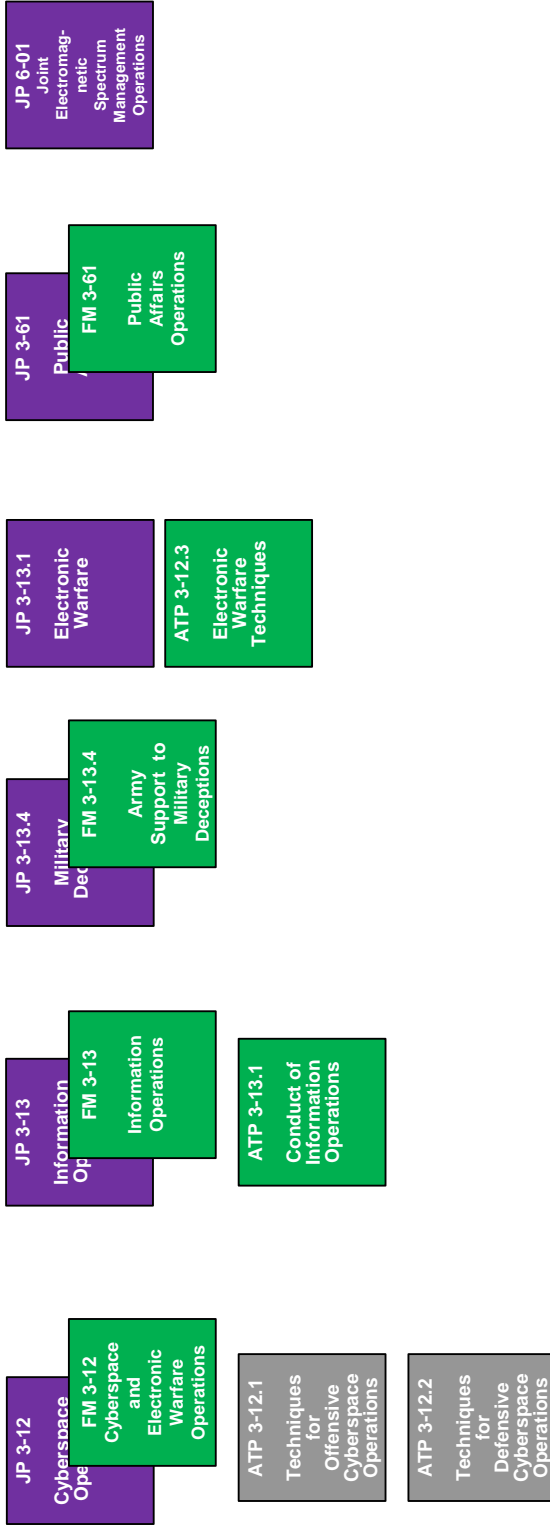 JP 3-12
Cyberspace
Ope
FM 3-12
Cyberspace
and
Electronic
Warfare
Operations
ATP 3-12.1
Techniques
for
Offensive
Cyberspace
Operations
ATP 3-12.2
Techniques
for
Defensive
Cyberspace
Operations
JP 3-13
Information
Op
FM 3-13
Information
Operations
ATP 3-13.1
Conduct of
Information
Operations
JP 3-13.4
Military
Dec
FM 3-13.4
Army
Support to
Military
Deceptions
JP 3-13.1
Electronic
Warfare
ATP 3-12.3
Electronic
Warfare
Techniques
JP 3-61
Public
FM 3-61
Public
Affairs
Operations
JP 6-01
Joint
Electromag-
netic
Spectrum
Management
Operations